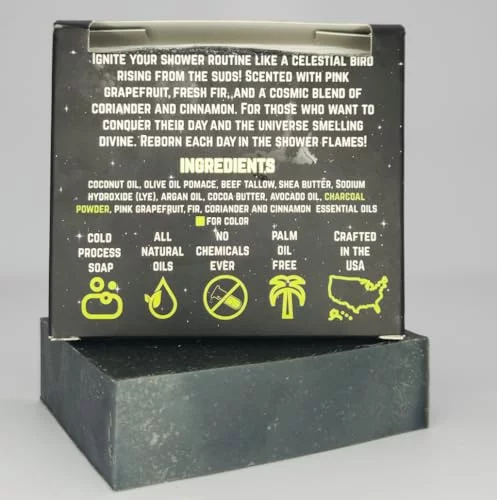 IGNITE YOUR SHOWER ROUTINE LIKE A CELESTIAL BIRD
RISING FROM THE SUDS! SCENTED WITH PINK
GRAPEFRUIT, FRESH FIR,,AND A COSMIC BLEND OF
CORIANDER AND CINNAMON. FOR THOSE WHO WANT TO
CONQUER THEIR DAY AND THE UNIVERSE SMELLING
DIVINE. REBORN EACH DAY IN THE SHOWER FLAMES!
INGREDIENTS
COCONUT OIL, OLIVE OIL POMACE, BEEF TALLOW, SHEA BUTTER, SODIUM
HYDROXIDE (LYE), ARGAN OIL, COCOA BUTTER, AVOCADO OIL, CHARCOAL
POWDER, PINK GRAPEFRUIT, FIR, CORIANDER AND CINNAMON ESSENTIAL OILS
FOR COLOR
COLD PROCESS SOAP
ALL NATURAL OILS
NO CHEMICALS EVER
PALM OIL FREE
CRAFTED IN THE USA